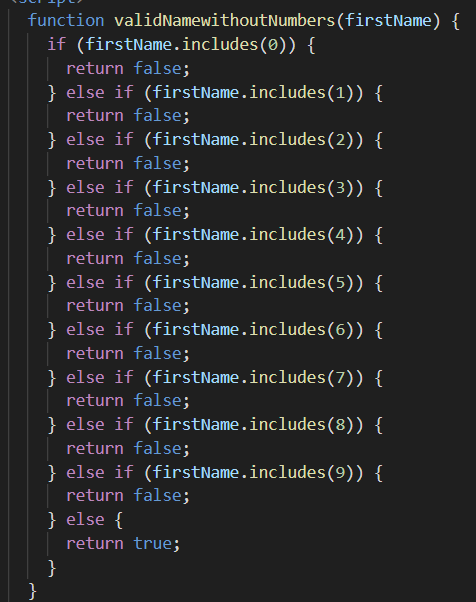 <script>
function validNamewithoutNumbers(firstName) {
if (firstName.includes(0)) {
return false;
} else if (firstName.includes(1)) {
return false;
} else if (firstName.includes(2)) {
return false;
} else if (firstName.includes(3)) {
return false;
} else if (firstName.includes(4)) {
return false;
} else if (firstName.includes(5)) {
return false;
} else if (firstName.includes(6)) {
return false;
} else if (firstName.includes(7)) {
return false;
} else if (firstName.includes(8)) {
return false;
} else if (firstName.includes(9)) {
return false;
} else {
return true;
}
}